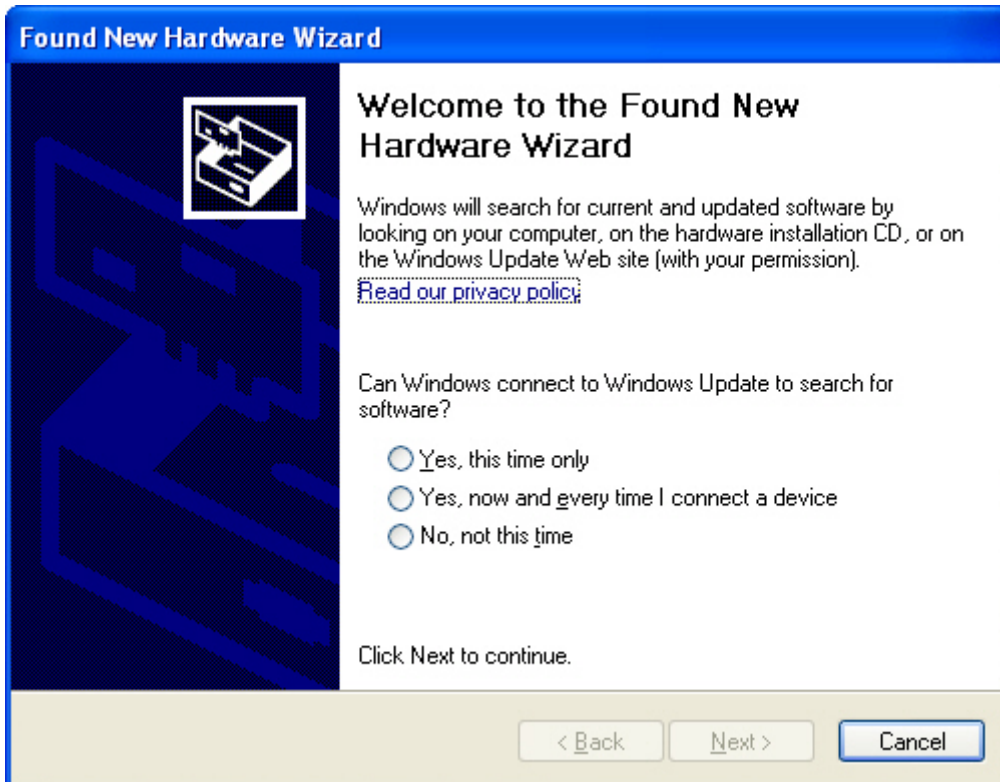 Found New Hardware Wizard
Welcome to the Found New
Hardware Wizard
Windows will search for current and updated software by
looking on your computer, on the hardware installation CD, or on
the Windows Update Web site (with your permission).
Read our privacy policy
Can Windows connect to Windows Update to search for
software?
Yes, this time only
Yes, now and every time I connect a device
No, not this time
Click Next to continue.
< Back Next > Cancel